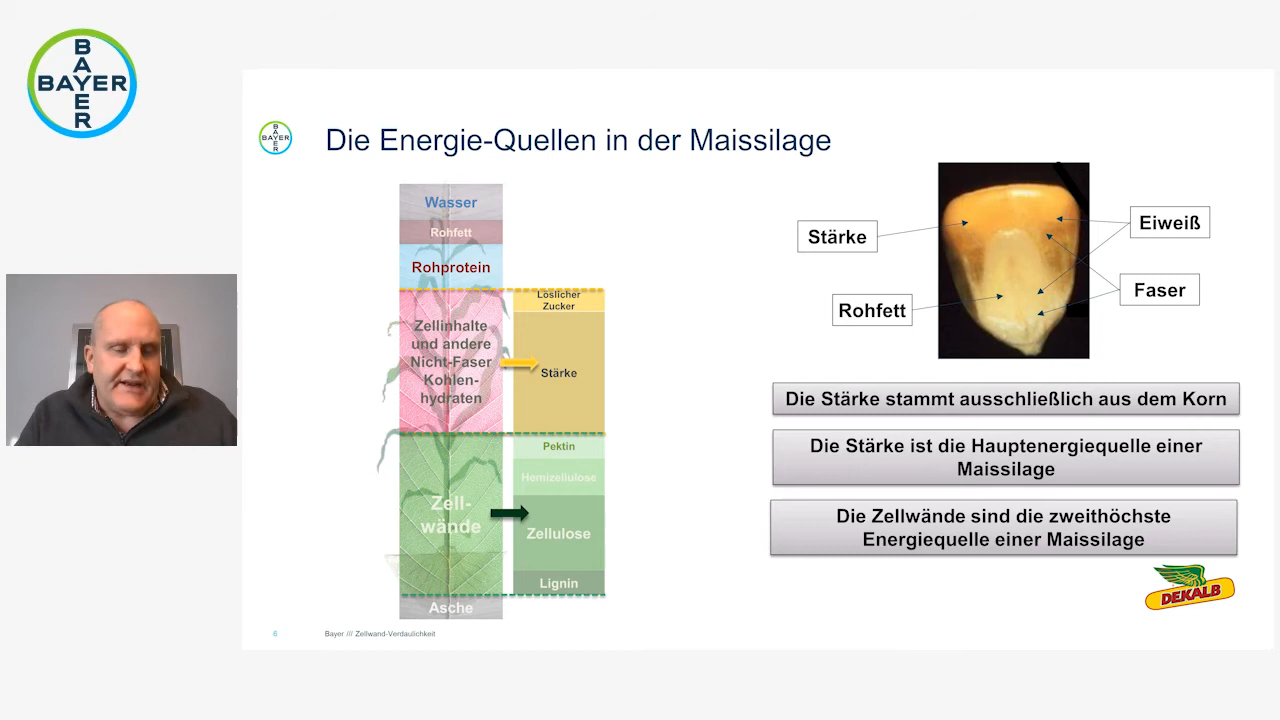 BAYER
BAYER
BAYER
BAYER
Die Energie-Quellen in der Maissilage
Wasser
Rohfett
Rohprotein
Zellinhalte
und andere
Nicht-Faser
Kohlen-
hydraten
Löslicher
Zucker
Stärke
Zell-
wände
Pektin
Hemizellulose
Zellulose
Lignin
Asche
Stärke
Rohfett
Eiweiß
Faser
Die Stärke stammt ausschließlich aus dem Korn
Die Stärke ist die Hauptenergiequelle einer
Maissilage
Die Zellwände sind die zweithöchste
Energiequelle einer Maissilage
DEKALB
6
Bayer /// Zellwand-Verdaulichkeit